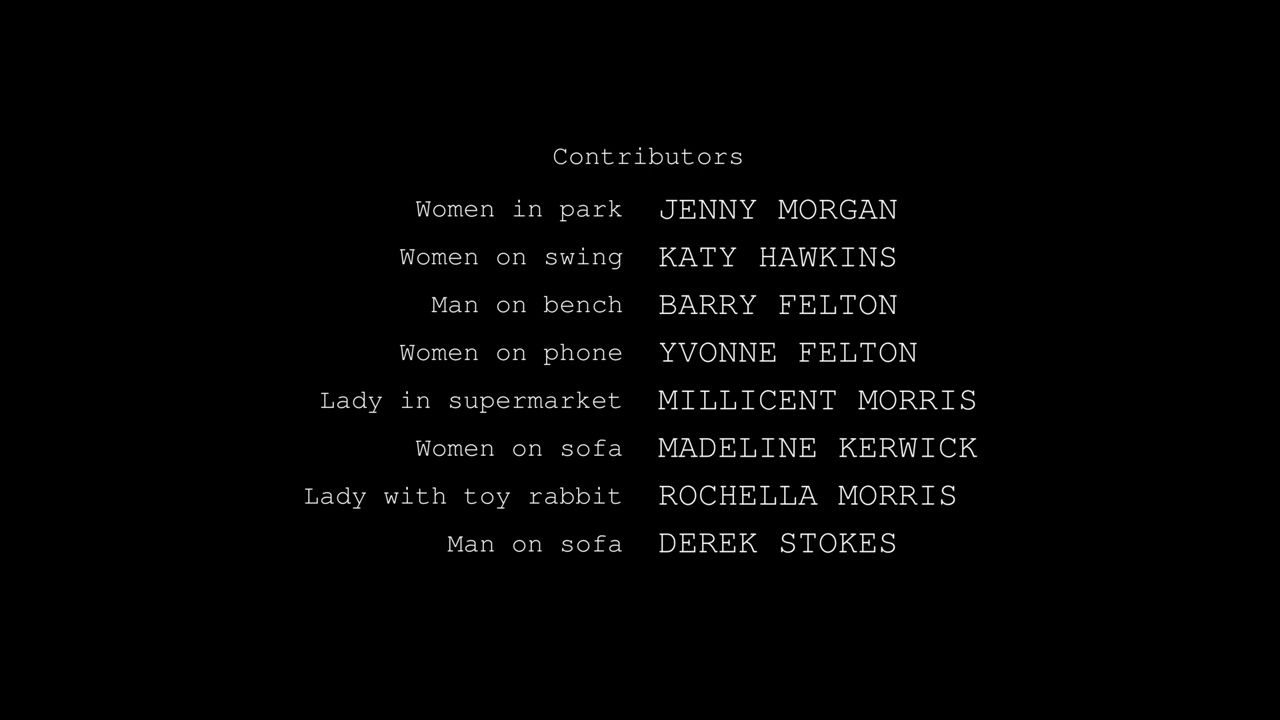 Contributors
Women in park JENNY MORGAN
Women on swing KATY HAWKINS
Man on bench BARRY FELTON
Women on phone YVONNE FELTON
Lady in supermarket MILLICENT MORRIS
Women on sofa MADELINE KERWICK
Lady with toy rabbit ROCHELLA MORRIS
Man on sofa DEREK STOKES